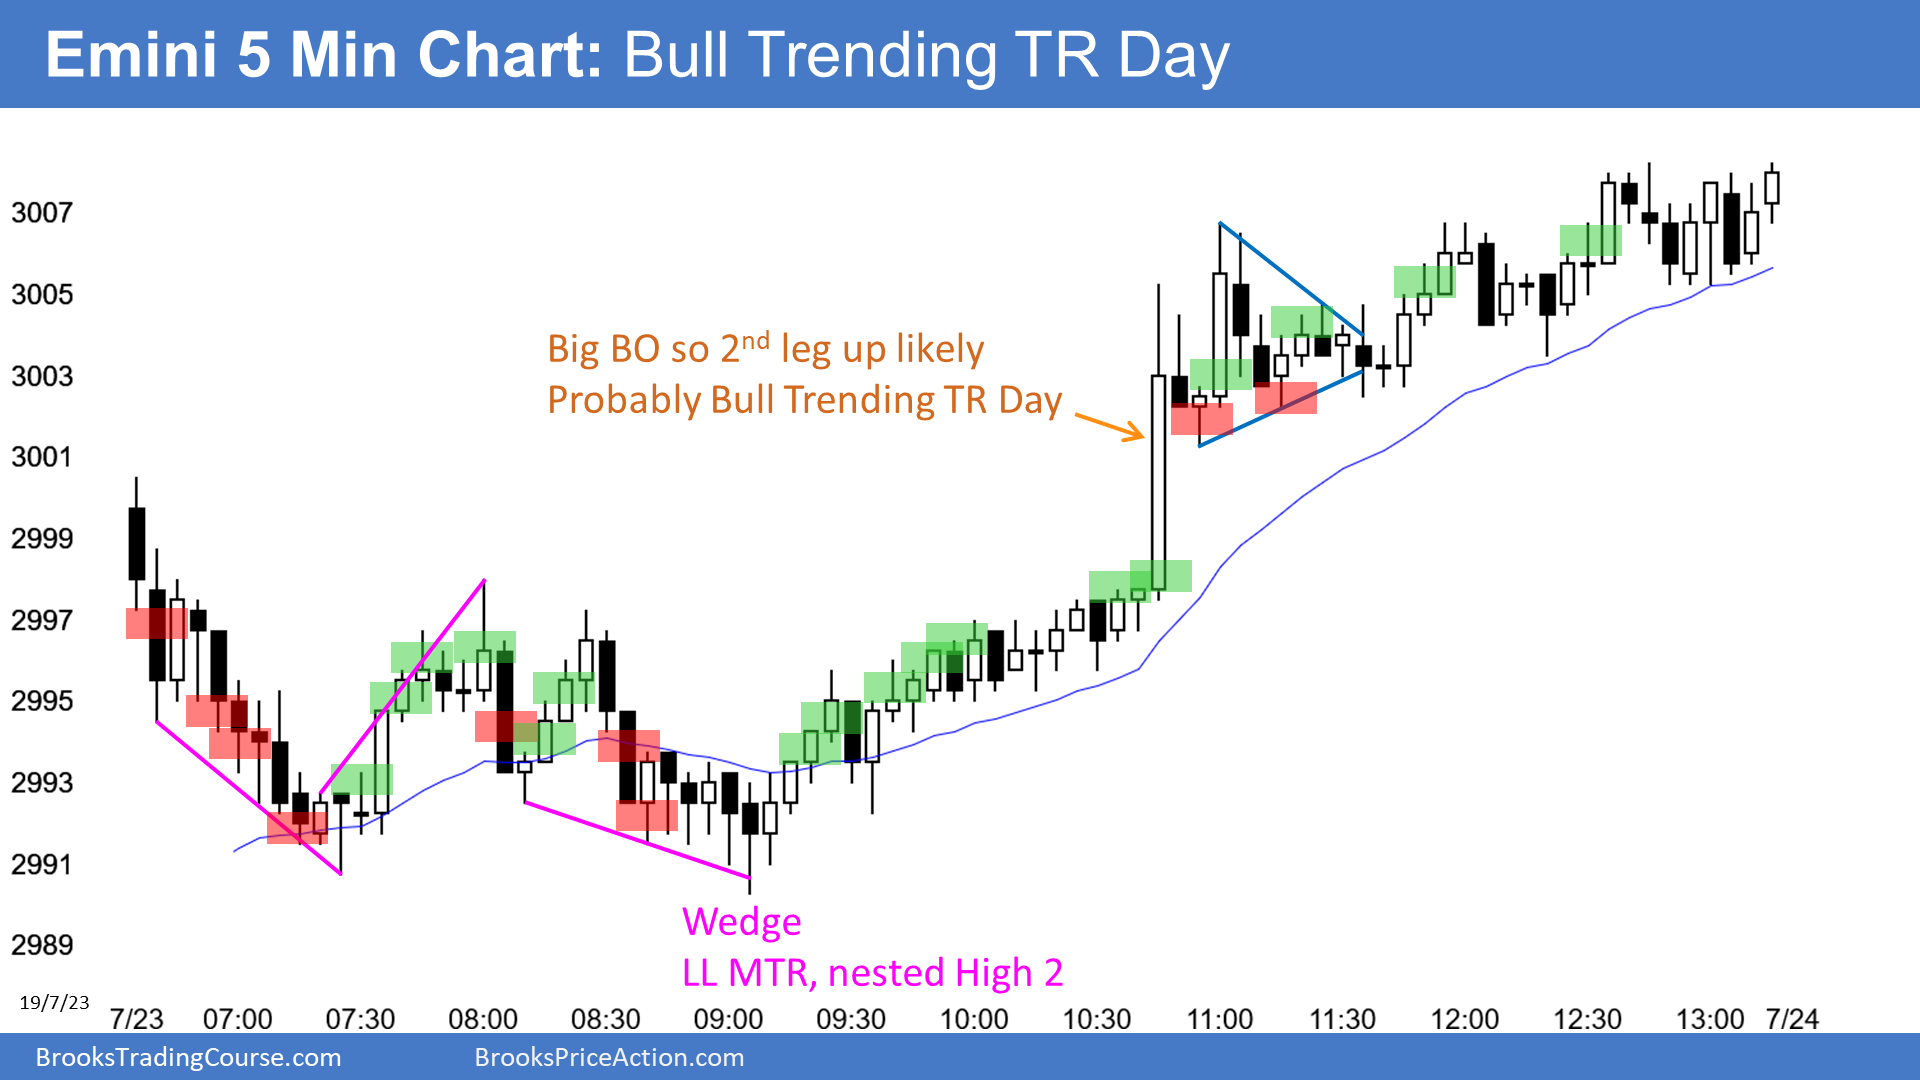 Emini 5 Min Chart: Bull Trending TR Day
3007
3005
3003
3001
2999
2997
2995
2993
2991
2989
Big BO so 2nd leg up likely
Probably Bull Trending TR Day
Wedge
LL MTR, nested High 2
19/7/23
7/23 07:00 07:30 08:00 08:30 09:00 09:30 10:00 10:30 11:00 11:30 12:00 12:30 13:00 7/24
BrooksTradingCourse.com BrooksPriceAction.com